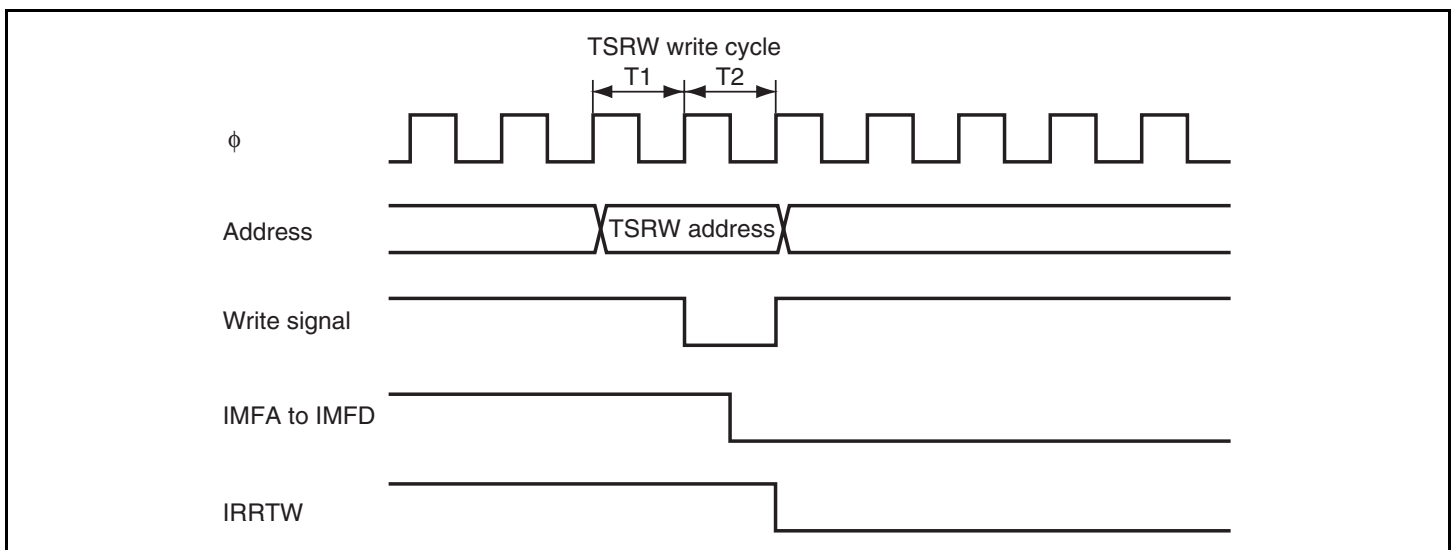 TSRW write cycle
T1 T2
ϕ
Address
TSRW address
Write signal
IMFA to IMFD
IRRTW